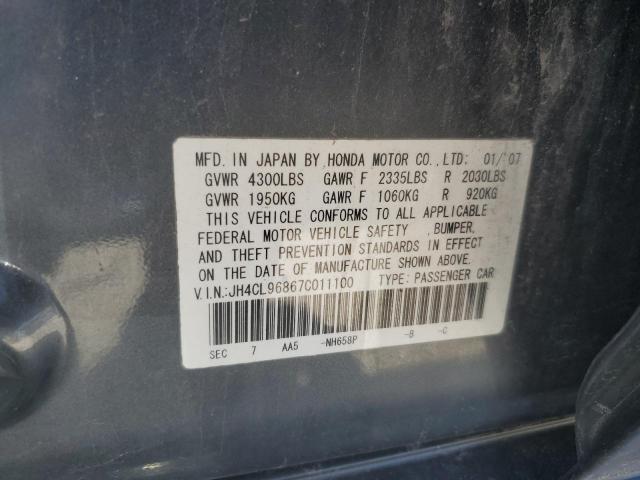 MFD. IN JAPAN BY HONDA MOTOR CO., LTD: 01/'07
GVWR 4300LBS GAWR F 2335LBS R 2030LBS
GVWR 1950KG GAWR F 1060KG R 920KG
THIS VEHICLE CONFORMS TO ALL APPLICABLE
FEDERAL MOTOR VEHICLE SAFETY , BUMPER,
AND THEFT PREVENTION STANDARDS IN EFFECT
ON THE DATE OF MANUFACTURE SHOWN ABOVE.
V.I.N.:JH4CL96867C011100 TYPE: PASSENGER CAR
SEC 7 AA5 -NH658P -B -C